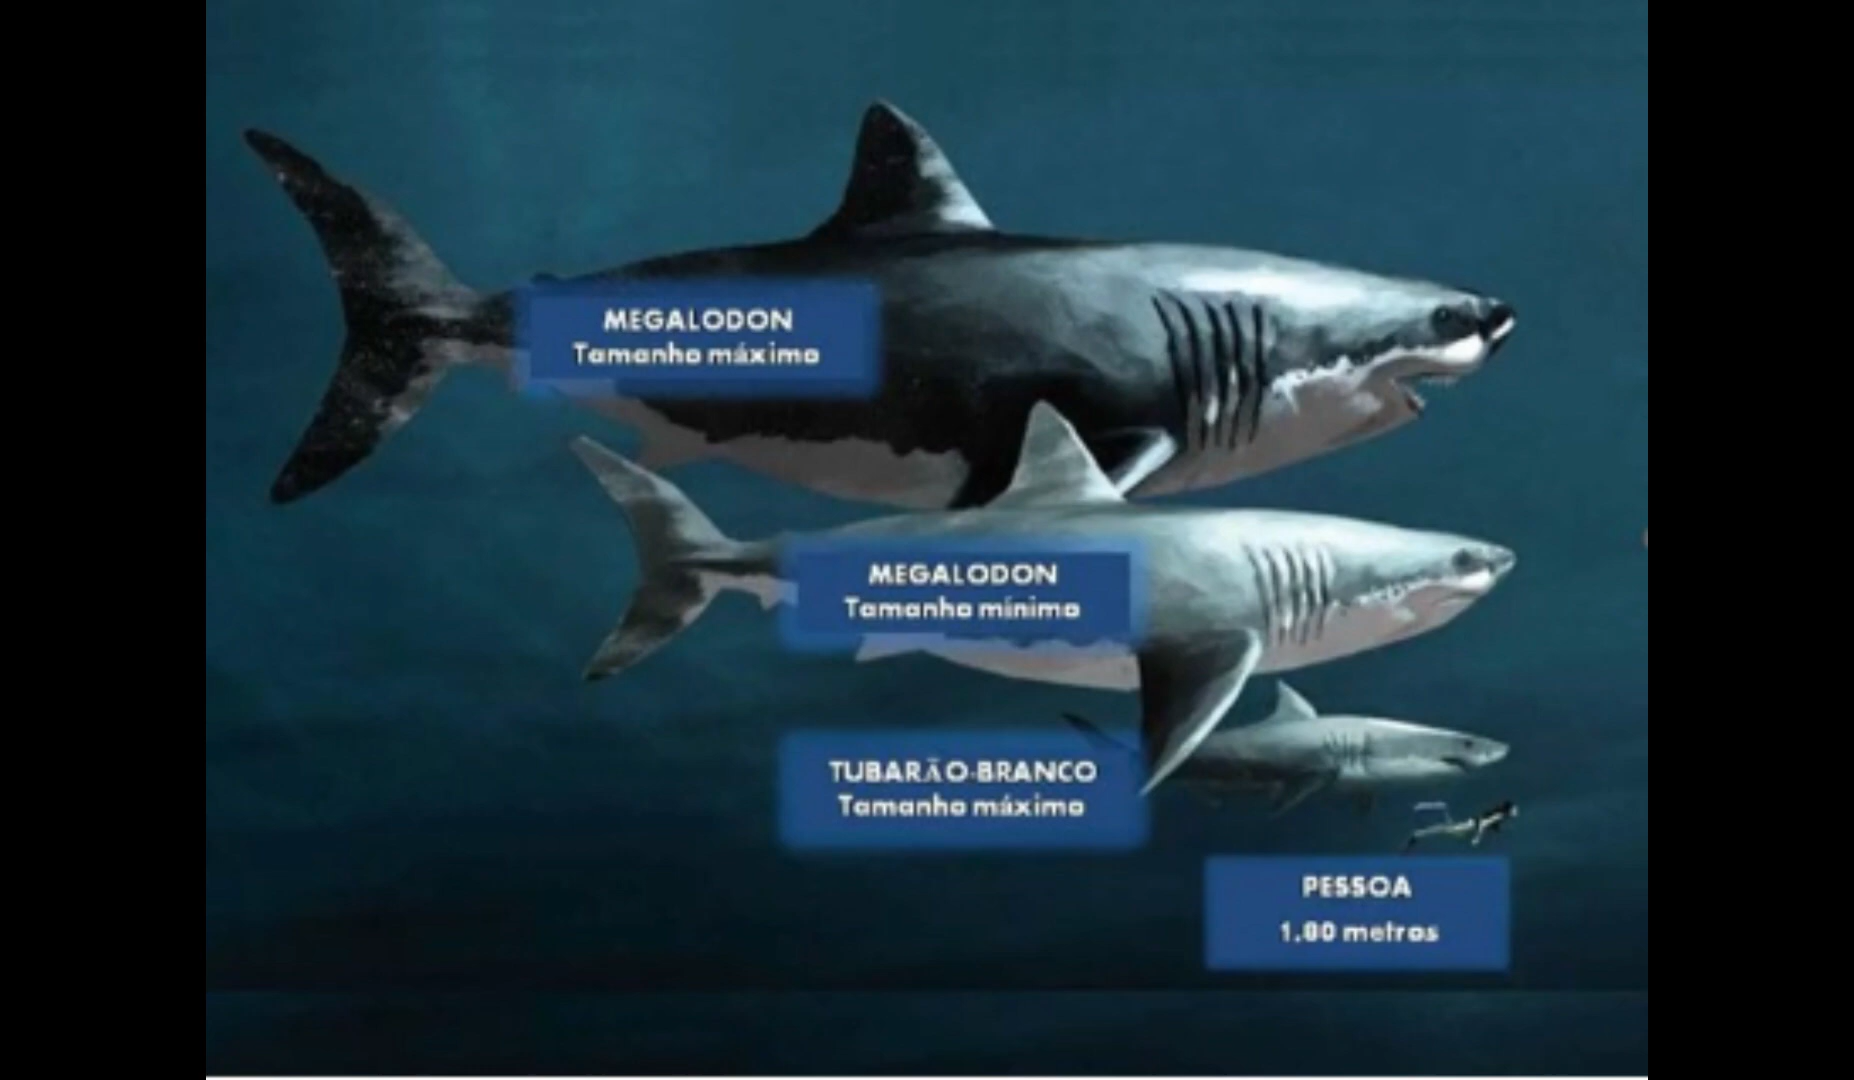 MEGALODON
Tamanho máximo
MEGALODON
Tamanho mínimo
TUBARÃO-BRANCO
Tamanho máximo
PESSOA
1.80 metros